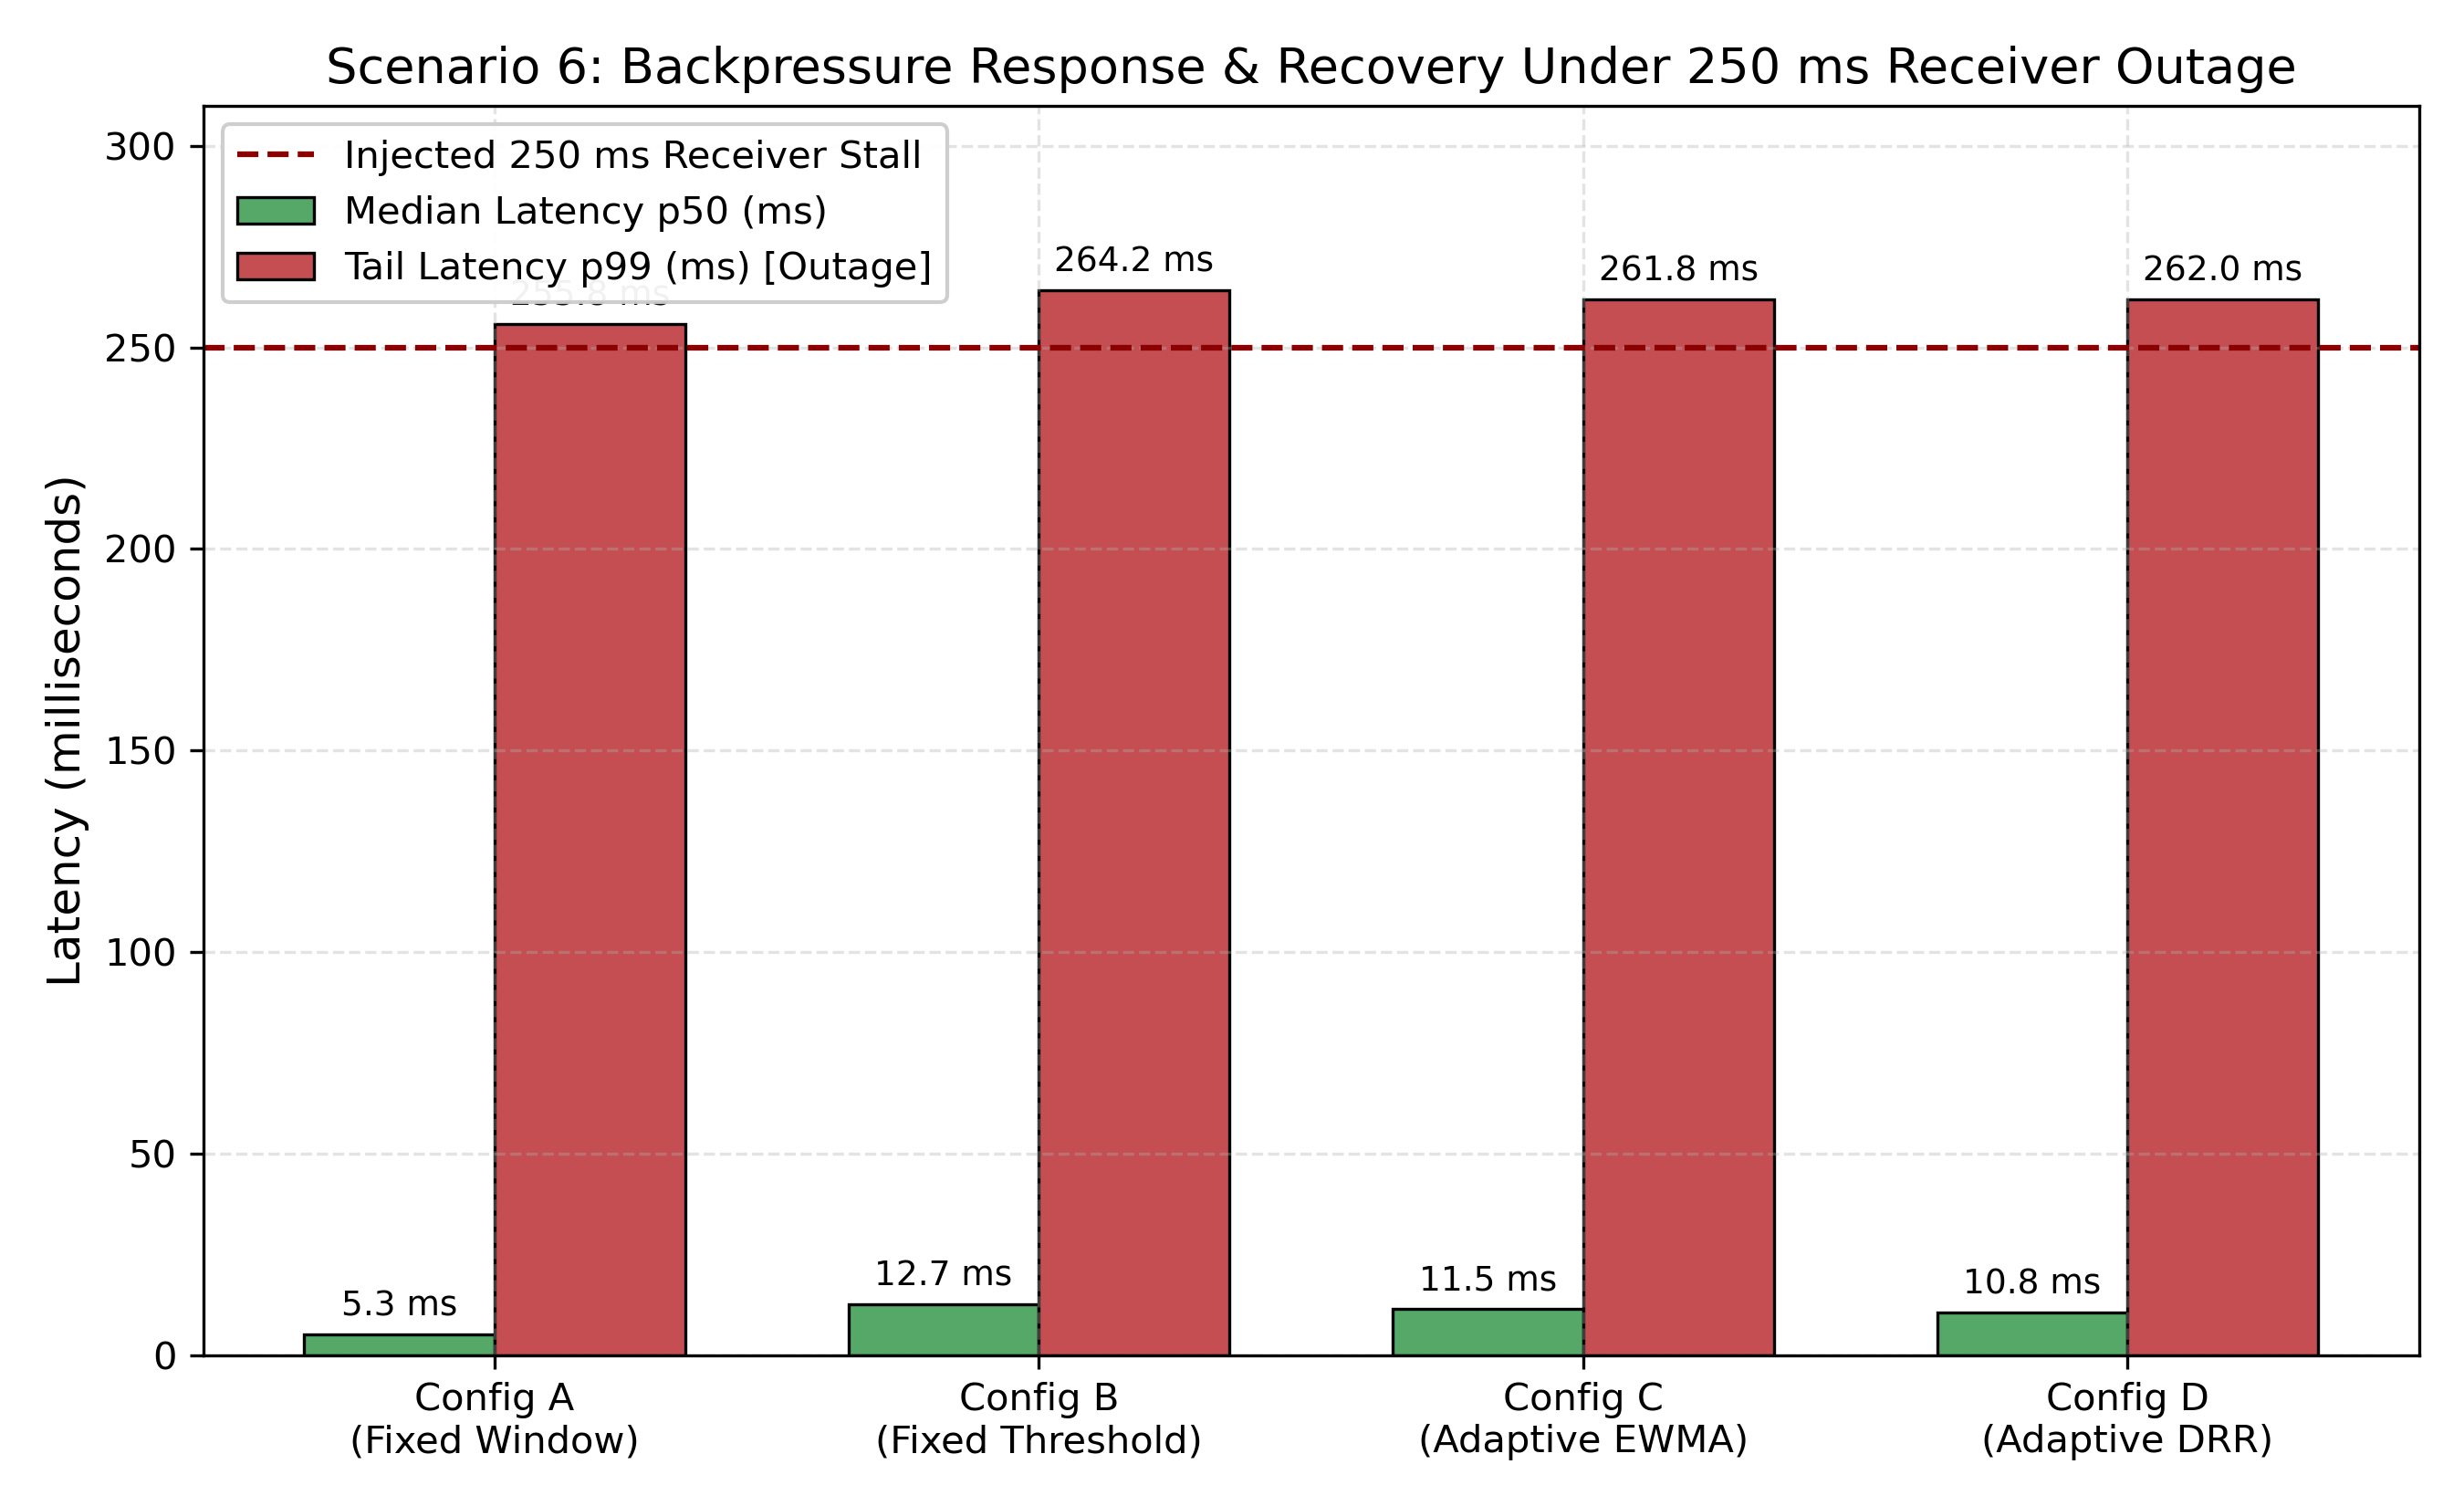 Scenario 6: Backpressure Response & Recovery Under 250 ms Receiver Outage
Injected 250 ms Receiver Stall
Median Latency p50 (ms)
Tail Latency p99 (ms) [Outage]
255.8 ms
264.2 ms
261.8 ms
262.0 ms
5.3 ms
12.7 ms
11.5 ms
10.8 ms
Latency (milliseconds)
300
250
200
150
100
50
0
Config A
(Fixed Window)
Config B
(Fixed Threshold)
Config C
(Adaptive EWMA)
Config D
(Adaptive DRR)